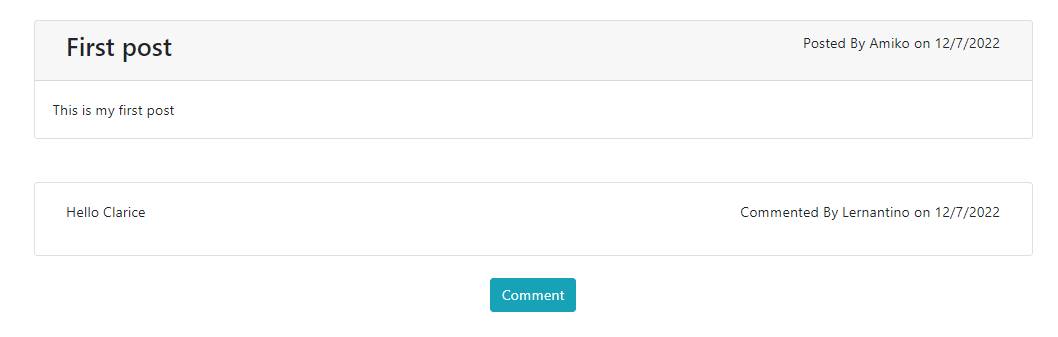 First post
Posted By Amiko on 12/7/2022
This is my first post
Hello Clarice
Commented By Lernantino on 12/7/2022
Comment